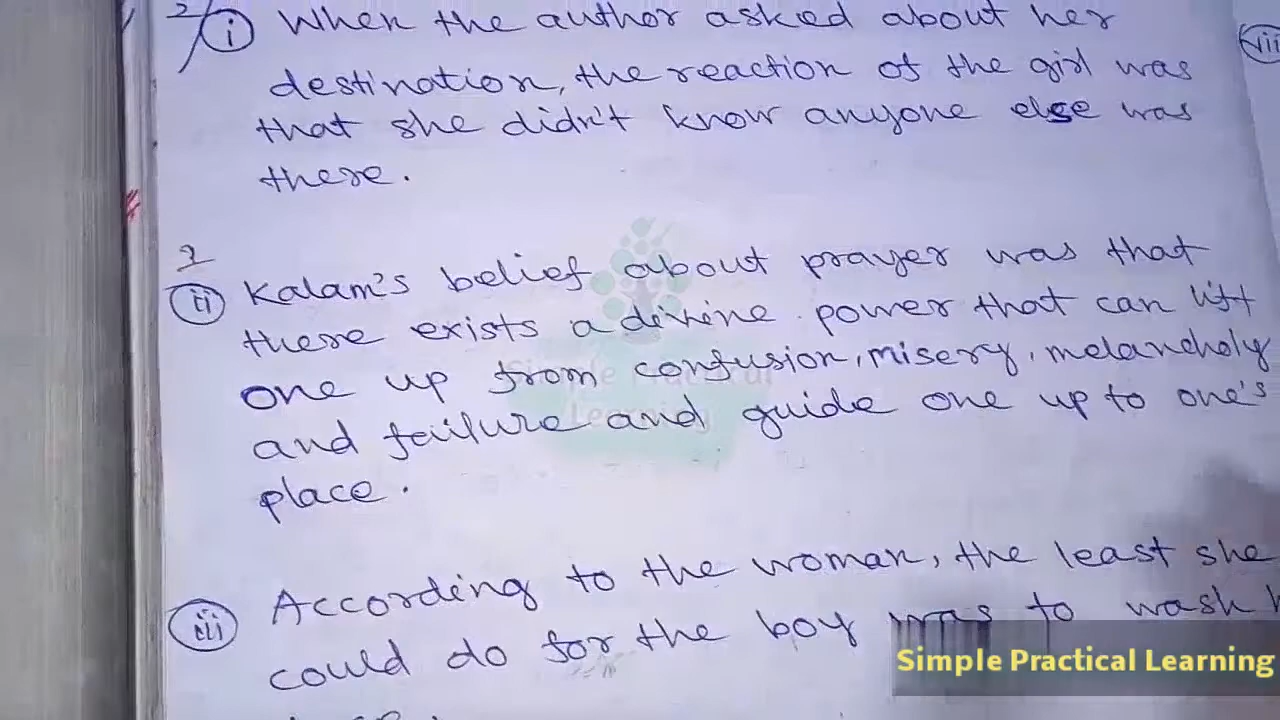 2/
i When the author asked about her
destination, the reaction of the girl was
that she didn't know anyone else was
there.
ii Kalam's belief about prayer was that
there exists a divine power that can lift
one up from confusion, misery, melancholy
and failure and guide one up to one's
place.
iii According to the woman, the least she
could do for the boy was to wash
Simple Practical Learning
vii